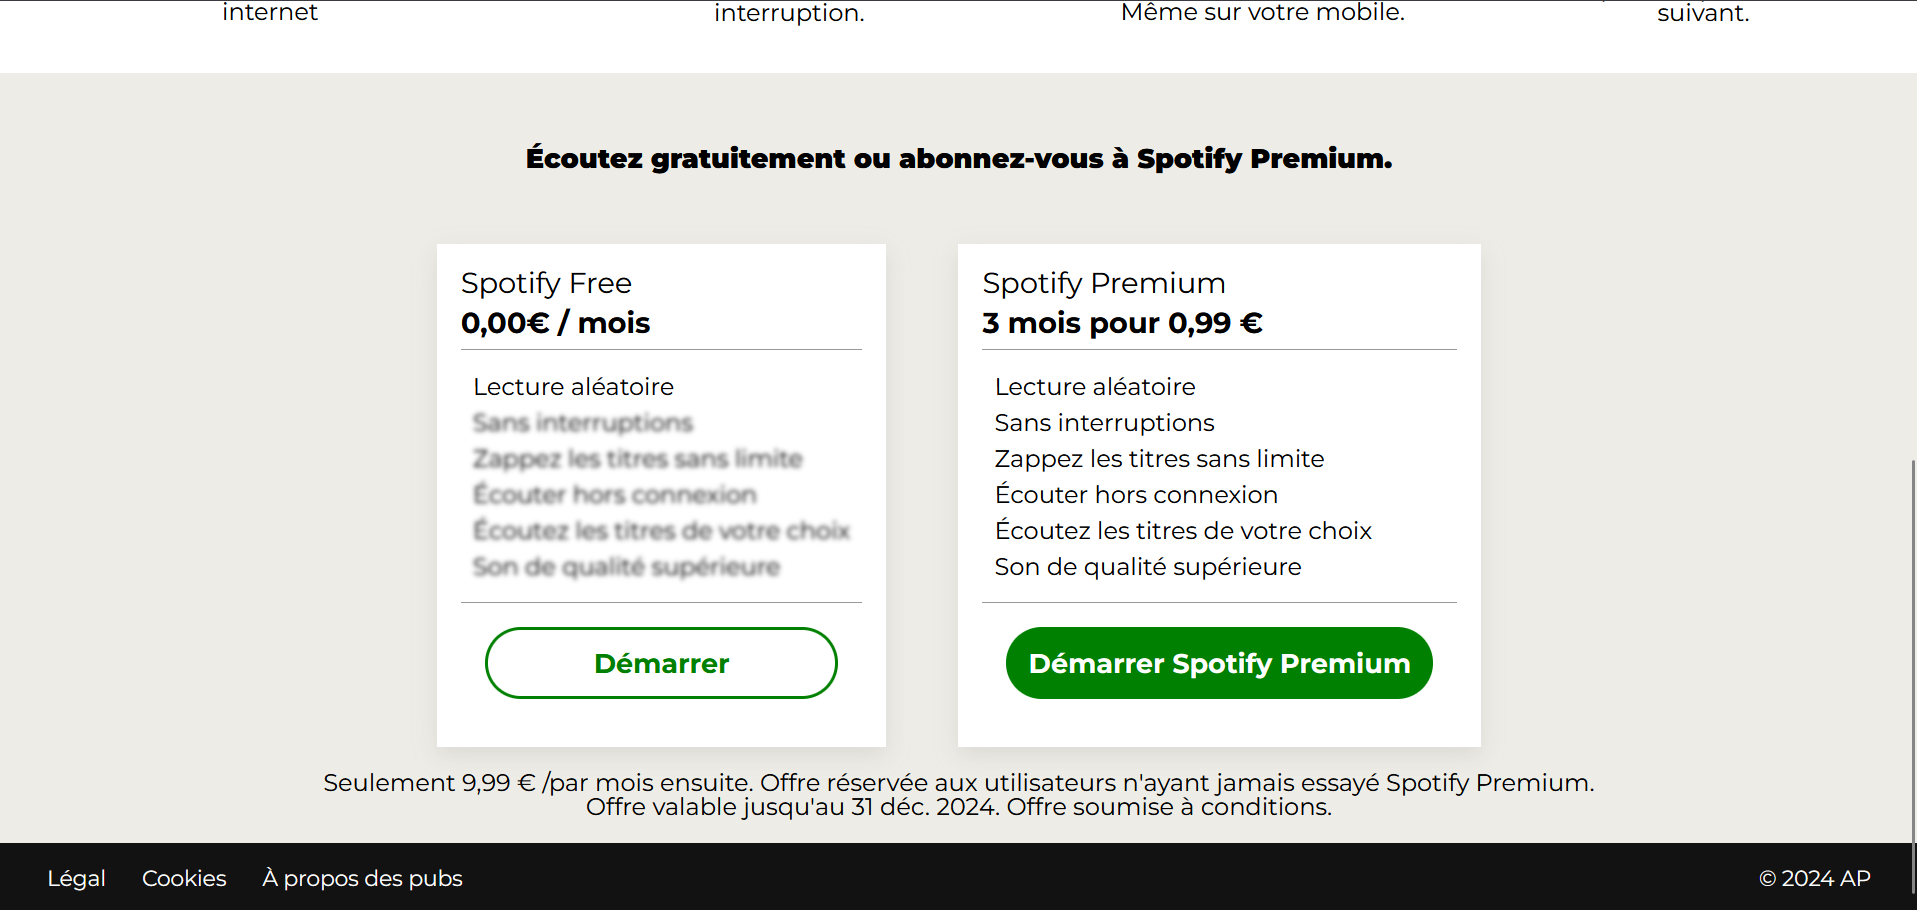 internet
interruption.
Même sur votre mobile.
suivant.
Écoutez gratuitement ou abonnez-vous à Spotify Premium.
Spotify Free
0,00€ / mois
Lecture aléatoire
Sans interruptions
Zappez les titres sans limite
Écouter hors connexion
Écoutez les titres de votre choix
Son de qualité supérieure
Démarrer
Spotify Premium
3 mois pour 0,99 €
Lecture aléatoire
Sans interruptions
Zappez les titres sans limite
Écouter hors connexion
Écoutez les titres de votre choix
Son de qualité supérieure
Démarrer Spotify Premium
Seulement 9,99 € /par mois ensuite. Offre réservée aux utilisateurs n'ayant jamais essayé Spotify Premium.
Offre valable jusqu'au 31 déc. 2024. Offre soumise à conditions.
Légal
Cookies
À propos des pubs
© 2024 AP